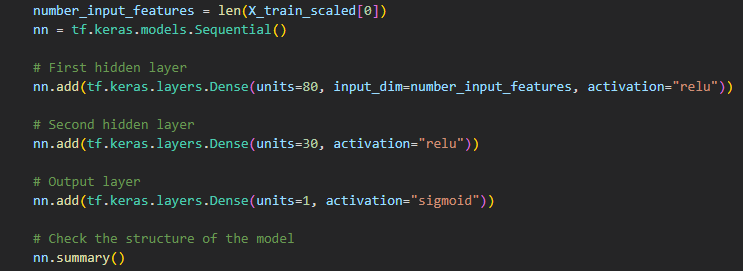 number_input_features = len(X_train_scaled[0])
nn = tf.keras.models.Sequential()
# First hidden layer
nn.add(tf.keras.layers.Dense(units=80, input_dim=number_input_features, activation="relu"))
# Second hidden layer
nn.add(tf.keras.layers.Dense(units=30, activation="relu"))
# Output layer
nn.add(tf.keras.layers.Dense(units=1, activation="sigmoid"))
# Check the structure of the model
nn.summary()